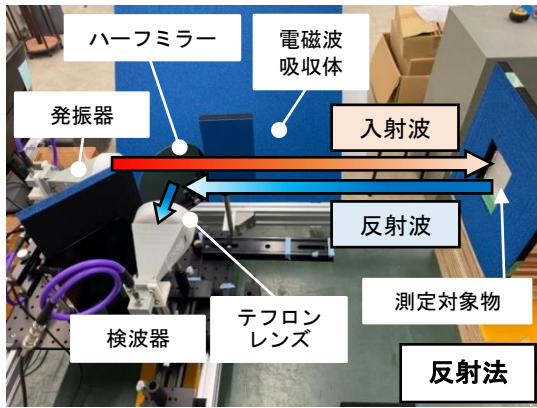 ハーフミラー
電磁波
吸収体
発振器
入射波
反射波
測定対象物
検波器
テフロン
レンズ
反射法